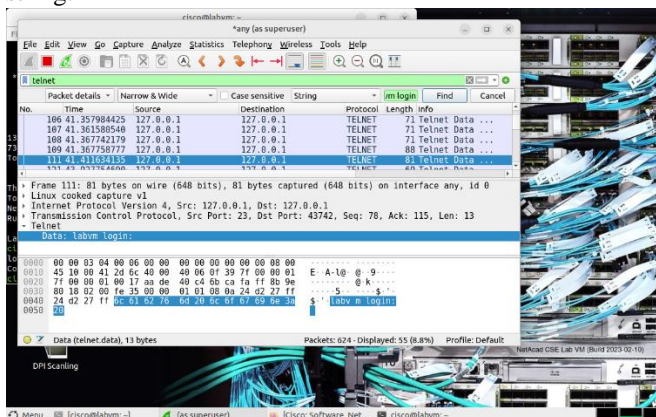 cisco@labvm: ~
*any (as superuser)
File Edit View Go Capture Analyze Statistics Telephony Wireless Tools Help
telnet
Packet details Narrow & Wide Case sensitive String m login Find Cancel
No. Time Source Destination Protocol Length Info
106 41.357984425 127.0.0.1 127.0.0.1 TELNET 71 Telnet Data ...
107 41.361580540 127.0.0.1 127.0.0.1 TELNET 71 Telnet Data ...
108 41.367742179 127.0.0.1 127.0.0.1 TELNET 73 Telnet Data ...
109 41.367758777 127.0.0.1 127.0.0.1 TELNET 88 Telnet Data ...
111 41.411634135 127.0.0.1 127.0.0.1 TELNET 81 Telnet Data ...
Frame 111: 81 bytes on wire (648 bits), 81 bytes captured (648 bits) on interface any, id 0
Linux cooked capture v1
Internet Protocol Version 4, Src: 127.0.0.1, Dst: 127.0.0.1
Transmission Control Protocol, Src Port: 23, Dst Port: 43742, Seq: 78, Ack: 115, Len: 13
Telnet
Data: labvm login:
0000 00 00 03 04 00 06 00 00 00 00 00 00 00 00 08 00
0010 45 10 00 41 2d 6c 40 00 40 06 0f 39 7f 00 00 01 E··A-l@· @··9····
0020 7f 00 00 01 00 17 aa de 40 c4 6b ca fa ff 8b 9e
0030 80 18 02 00 fe 35 00 00 01 01 08 0a 24 d2 27 ff
0040 24 d2 27 ff 6c 61 62 76 6d 20 6c 6f 67 69 6e 3a $·'·labv m login:
0050 20
Data (telnet.data), 13 bytes Packets: 624 · Displayed: 55 (8.8%) Profile: Default
NetAcad CSE Lab VM (Build 2023-02-10)
DPI Scanling
Menu [cisco@labvm: ~] (as superuser) [Cisco: Software, Net... cisco@labvm: ~